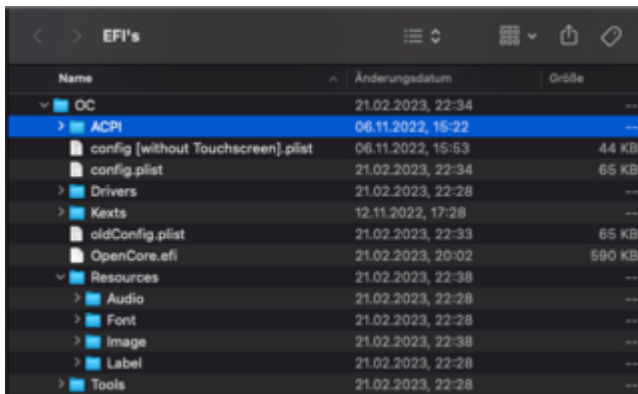 EFI's
Name Änderungsdatum Größe
OC 21.02.2023, 22:34 --
ACPI 06.11.2022, 15:22 --
config [without Touchscreen].plist 06.11.2022, 15:53 44 KB
config.plist 21.02.2023, 22:34 65 KB
Drivers 21.02.2023, 22:28 --
Kexts 12.11.2022, 17:28 --
oldConfig.plist 21.02.2023, 22:33 65 KB
OpenCore.efi 21.02.2023, 20:02 590 KB
Resources 21.02.2023, 22:38 --
Audio 21.02.2023, 22:28 --
Font 21.02.2023, 22:28 --
Image 21.02.2023, 22:38 --
Label 21.02.2023, 22:28 --
Tools 21.02.2023, 22:28 --